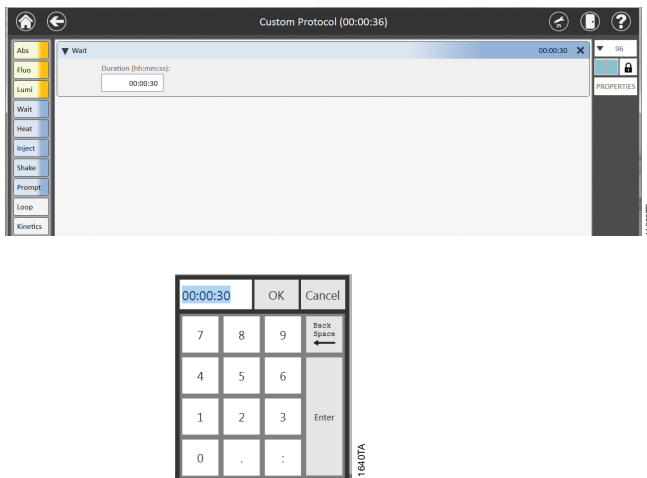 Custom Protocol (00:00:36)
25
?
Abs
Fluo
Lumi
Wait
Heat
Inject
Shake
Prompt
Loop
Kinetics
Wait
00:00:30 X
Duration (hh:mm:ss):
00:00:30
96
PROPERTIES
00:00:30 OK Cancel
7 8 9 Back Space
4 5 6
1 2 3 Enter
0 . :
1640TA